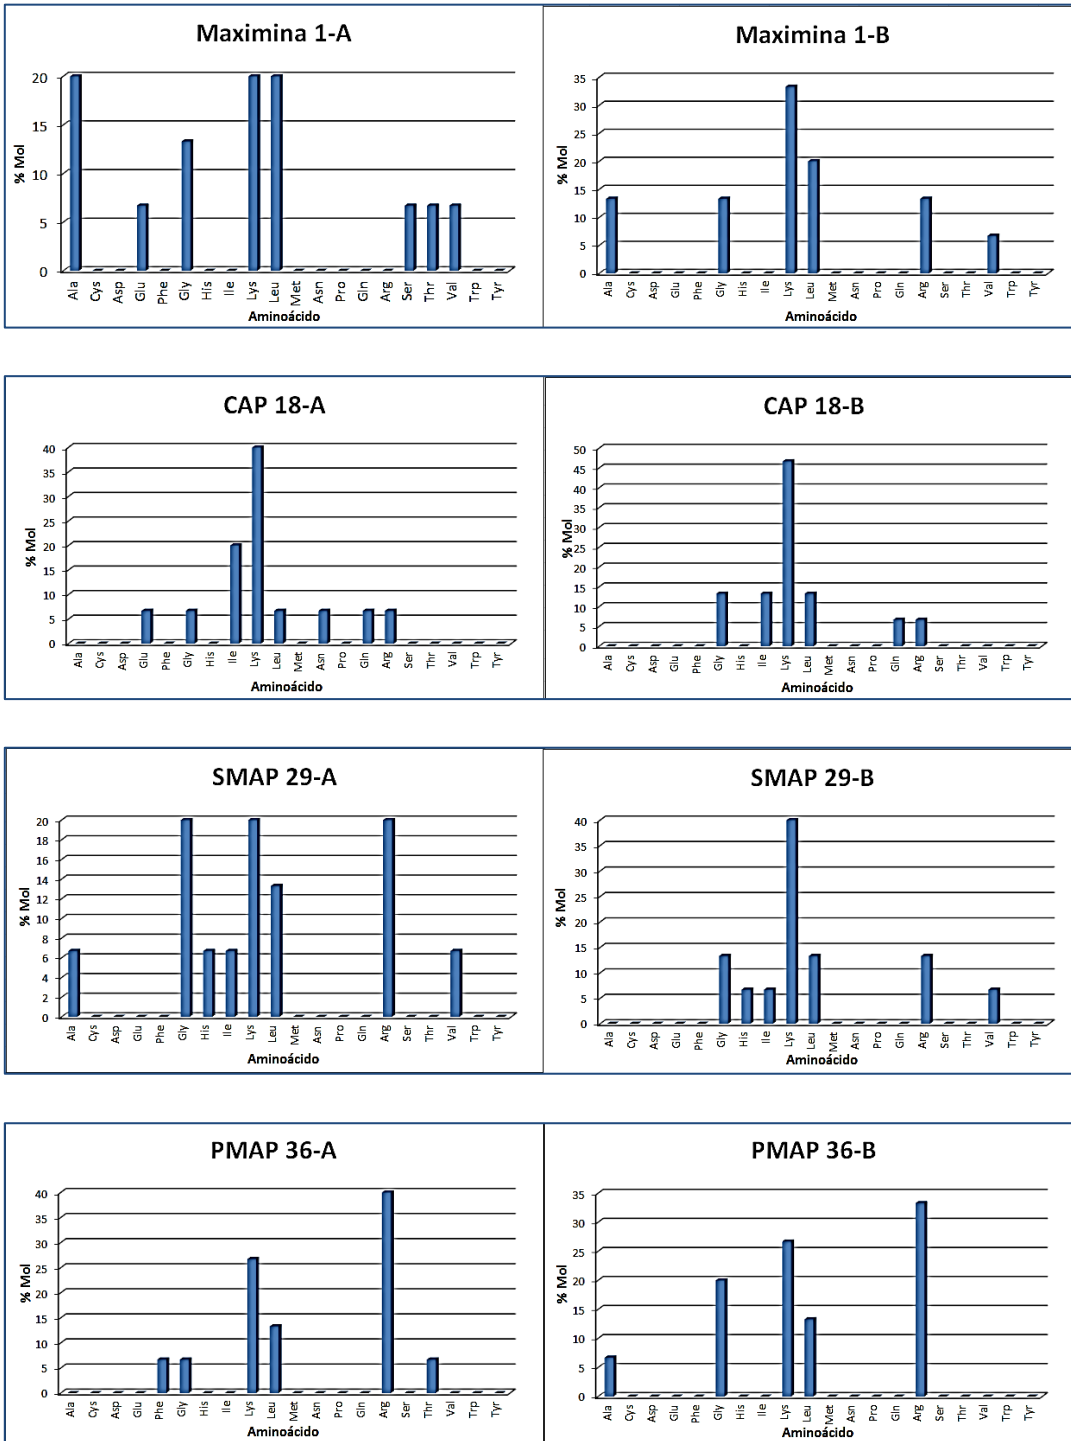 Maximina 1-A
% Mol
20
15
10
5
0
Ala Cys Asp Glu Phe Gly His Ile Lys Leu Met Asn Pro Gln Arg Ser Thr Val Trp Tyr
Aminoácido
Maximina 1-B
% Mol
35
30
25
20
15
10
5
0
Ala Cys Asp Glu Phe Gly His Ile Lys Leu Met Asn Pro Gln Arg Ser Thr Val Trp Tyr
Aminoácido
CAP 18-A
% Mol
40
35
30
25
20
15
10
5
0
Ala Cys Asp Glu Phe Gly His Ile Lys Leu Met Asn Pro Gln Arg Ser Thr Val Trp Tyr
Aminoácido
CAP 18-B
% Mol
50
45
40
35
30
25
20
15
10
5
0
Ala Cys Asp Glu Phe Gly His Ile Lys Leu Met Asn Pro Gln Arg Ser Thr Val Trp Tyr
Aminoácido
SMAP 29-A
% Mol
20
18
16
14
12
10
8
6
4
2
0
Ala Cys Asp Glu Phe Gly His Ile Lys Leu Met Asn Pro Gln Arg Ser Thr Val Trp Tyr
Aminoácido
SMAP 29-B
% Mol
40
35
30
25
20
15
10
5
0
Ala Cys Asp Glu Phe Gly His Ile Lys Leu Met Asn Pro Gln Arg Ser Thr Val Trp Tyr
Aminoácido
PMAP 36-A
% Mol
40
35
30
25
20
15
10
5
0
Ala Cys Asp Glu Phe Gly His Ile Lys Leu Met Asn Pro Gln Arg Ser Thr Val Trp Tyr
Aminoácido
PMAP 36-B
% Mol
35
30
25
20
15
10
5
0
Ala Cys Asp Glu Phe Gly His Ile Lys Leu Met Asn Pro Gln Arg Ser Thr Val Trp Tyr
Aminoácido